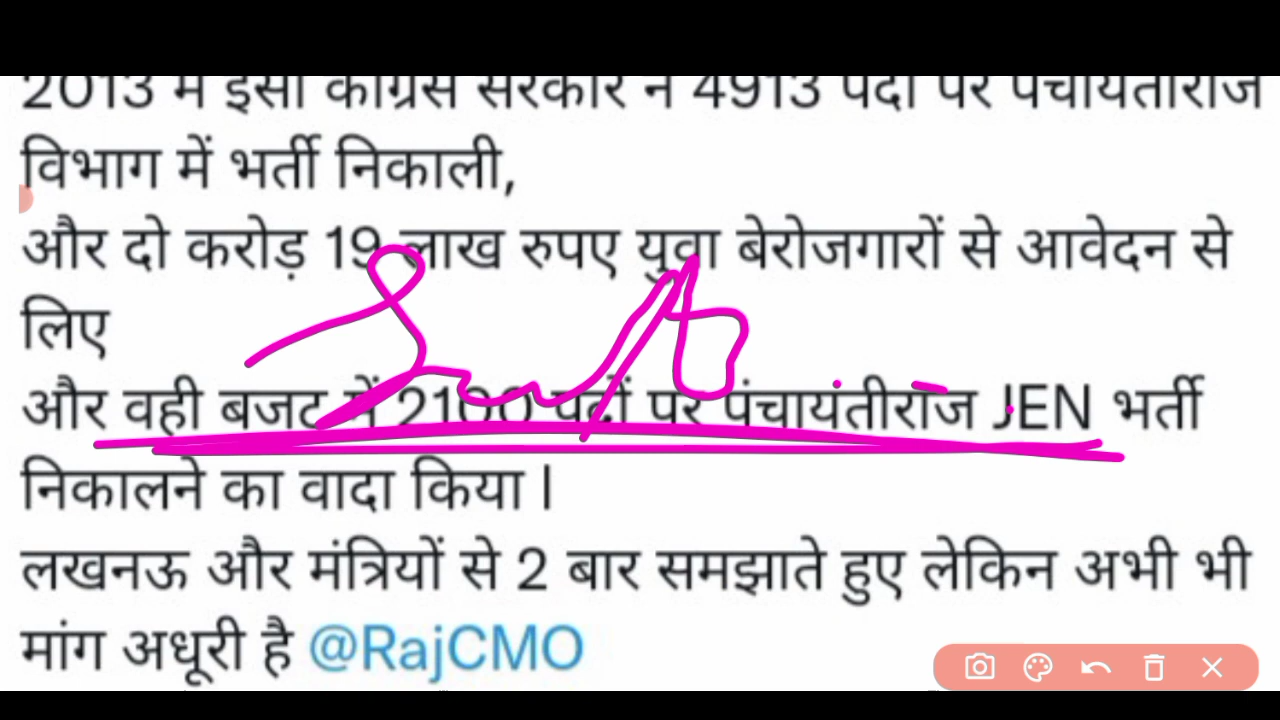 2013 में इसी कांग्रेस सरकार ने 4913 पदों पर पंचायतीराज
विभाग में भर्ती निकाली,
और दो करोड़ 19 लाख रुपए युवा बेरोजगारों से आवेदन से
लिए
और वही बजट में 2100 पदों पर पंचायंतीराज JEN भर्ती
निकालने का वादा किया |
लखनऊ और मंत्रियों से 2 बार समझाते हुए लेकिन अभी भी
मांग अधूरी है @RajCMO